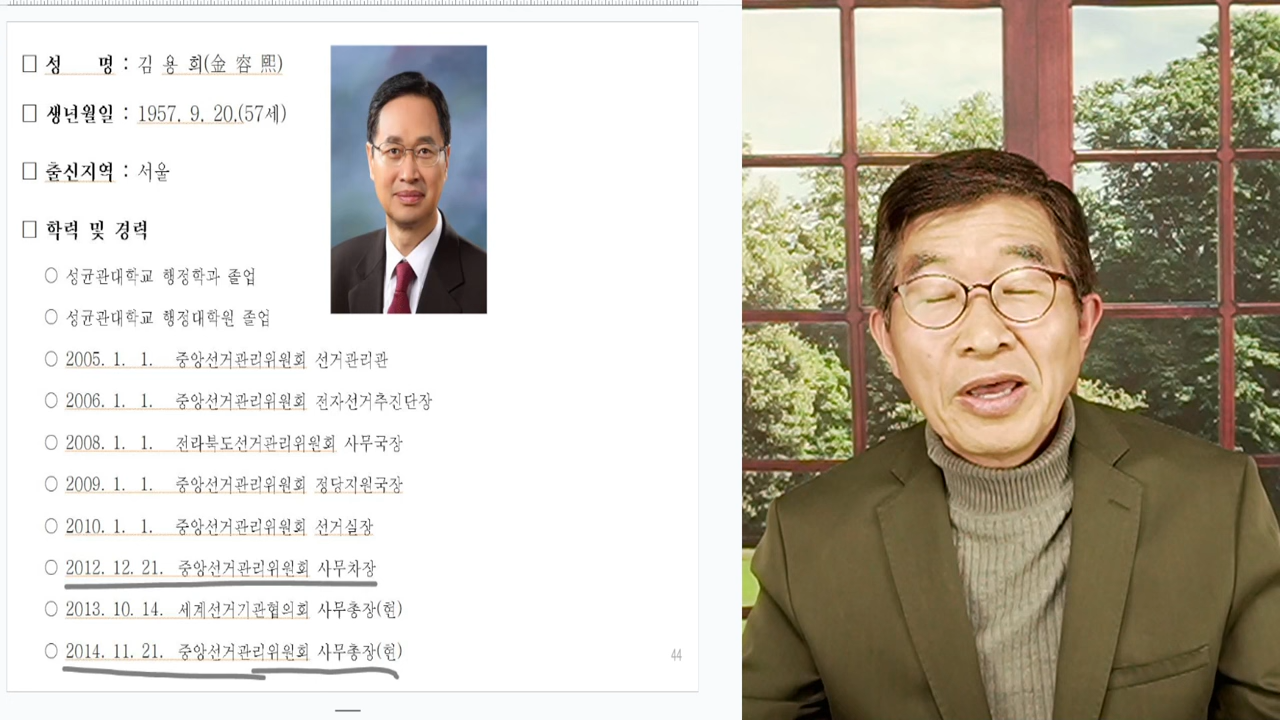 □ 성 명 : 김 용 희(金 容 熙)
□ 생년월일 : 1957. 9. 20.(57세)
□ 출신지역 : 서울
□ 학력 및 경력
○ 성균관대학교 행정학과 졸업
○ 성균관대학교 행정대학원 졸업
○ 2005. 1. 1. 중앙선거관리위원회 선거관리관
○ 2006. 1. 1. 중앙선거관리위원회 전자선거추진단장
○ 2008. 1. 1. 전라북도선거관리위원회 사무국장
○ 2009. 1. 1. 중앙선거관리위원회 정당지원국장
○ 2010. 1. 1. 중앙선거관리위원회 선거실장
○ 2012. 12. 21. 중앙선거관리위원회 사무차장
○ 2013. 10. 14. 세계선거기관협의회 사무총장(현)
○ 2014. 11. 21. 중앙선거관리위원회 사무총장(현)
44